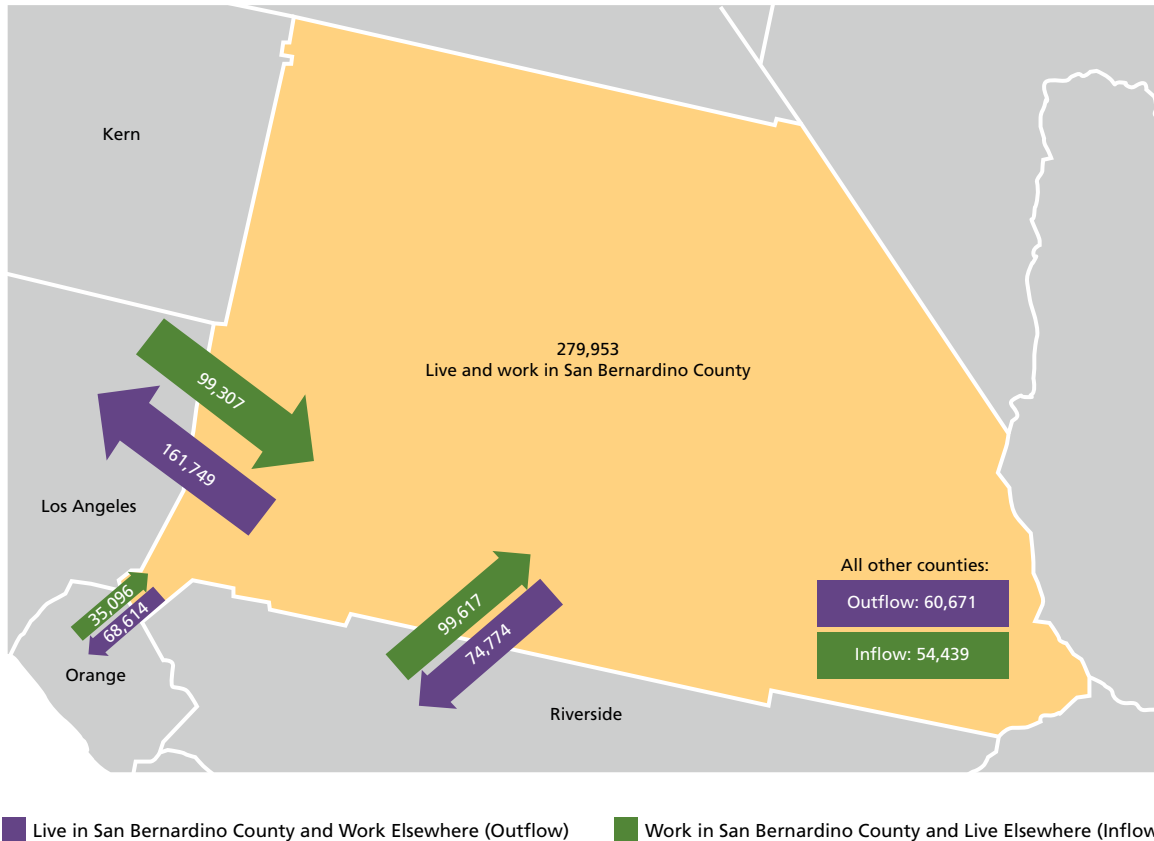 Kern
279,953
Live and work in San Bernardino County
99,307
161,749
Los Angeles
All other counties:
Outflow: 60,671
Inflow: 54,439
35,096
68,614
99,617
74,774
Orange
Riverside
Live in San Bernardino County and Work Elsewhere (Outflow)
Work in San Bernardino County and Live Elsewhere (Inflow